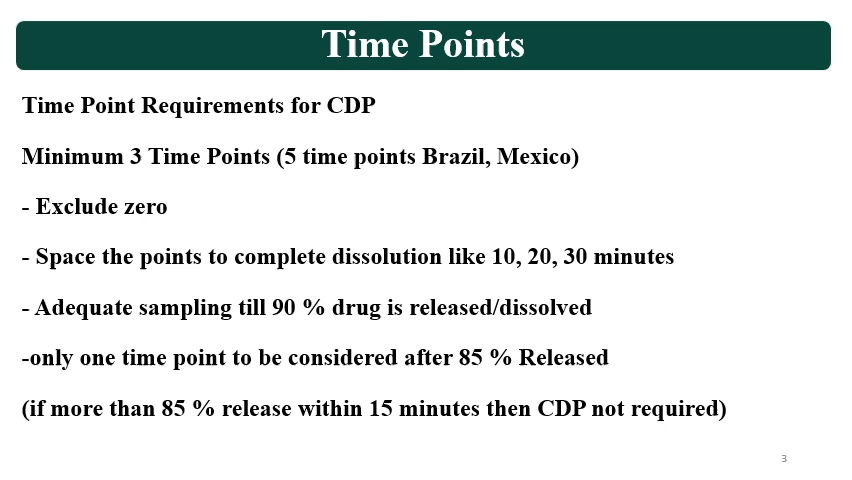 Time Points
Time Point Requirements for CDP
Minimum 3 Time Points (5 time points Brazil, Mexico)
- Exclude zero
- Space the points to complete dissolution like 10, 20, 30 minutes
- Adequate sampling till 90 % drug is released/dissolved
-only one time point to be considered after 85 % Released
(if more than 85 % release within 15 minutes then CDP not required)
3